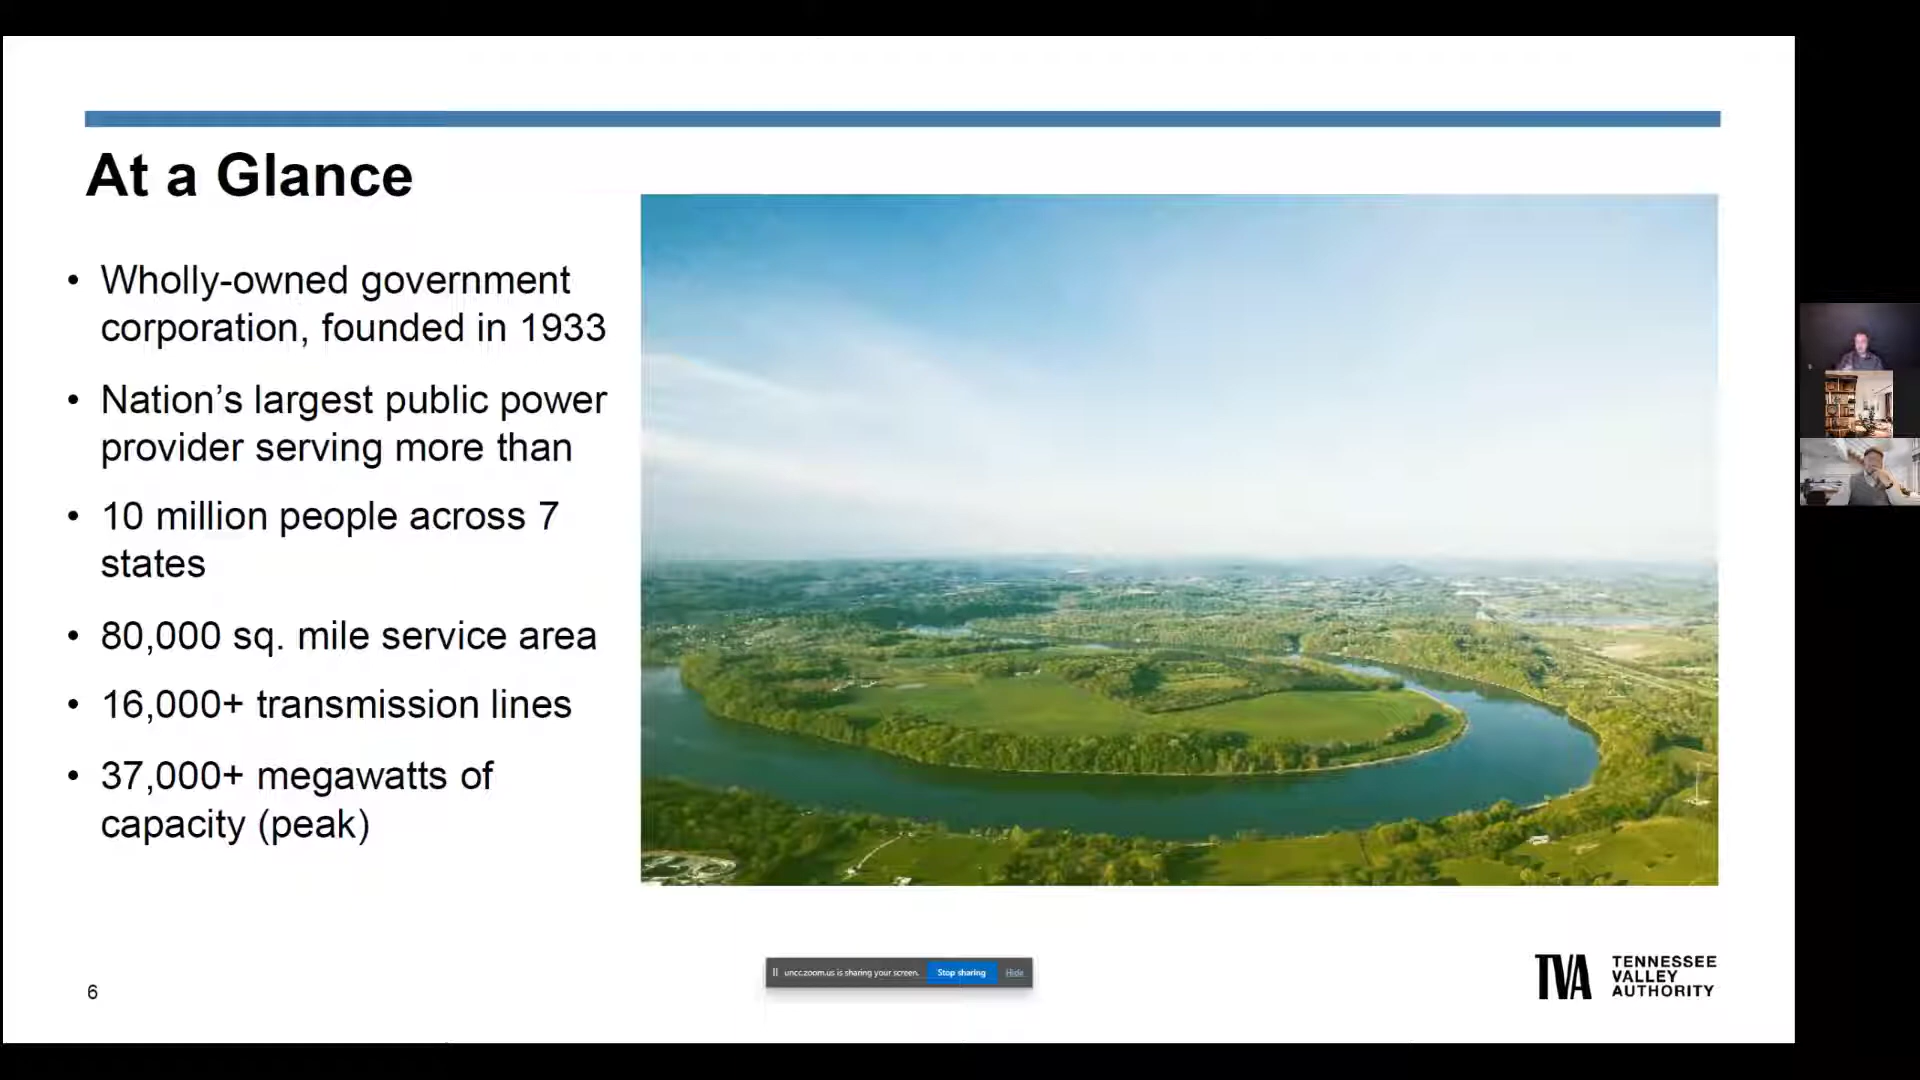 At a Glance
• Wholly-owned government
corporation, founded in 1933
• Nation’s largest public power
provider serving more than
• 10 million people across 7
states
• 80,000 sq. mile service area
• 16,000+ transmission lines
• 37,000+ megawatts of
capacity (peak)
uncc.zoom.us is sharing your screen. Stop sharing Hide
6
TVA
TENNESSEE
VALLEY
AUTHORITY